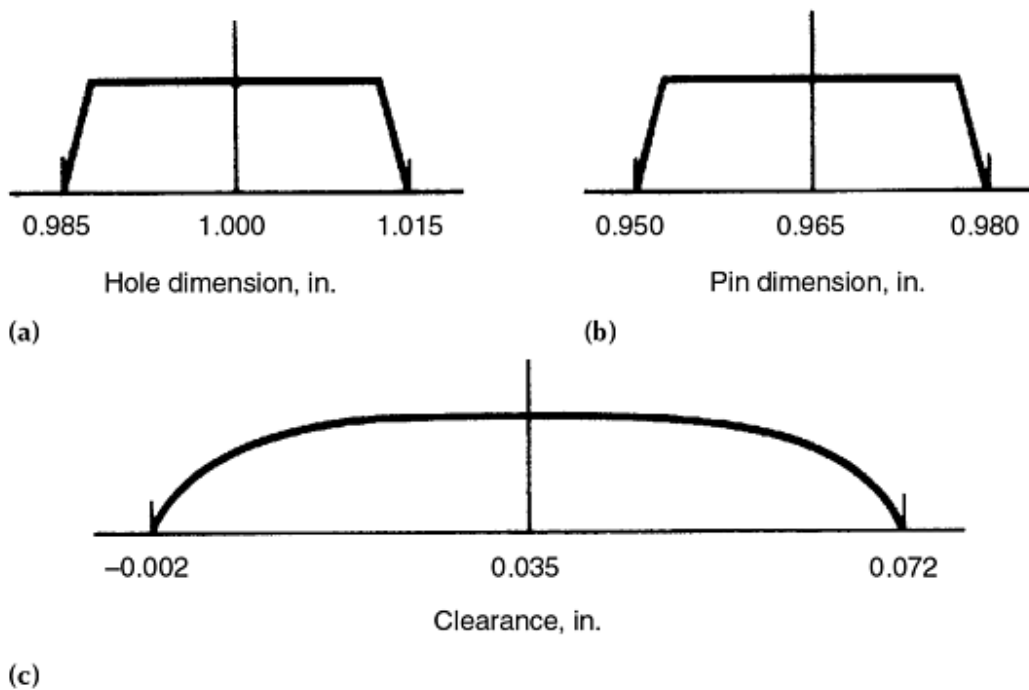 0.985 1.000 1.015
Hole dimension, in.
(a)
0.950 0.965 0.980
Pin dimension, in.
(b)
–0.002 0.035 0.072
Clearance, in.
(c)